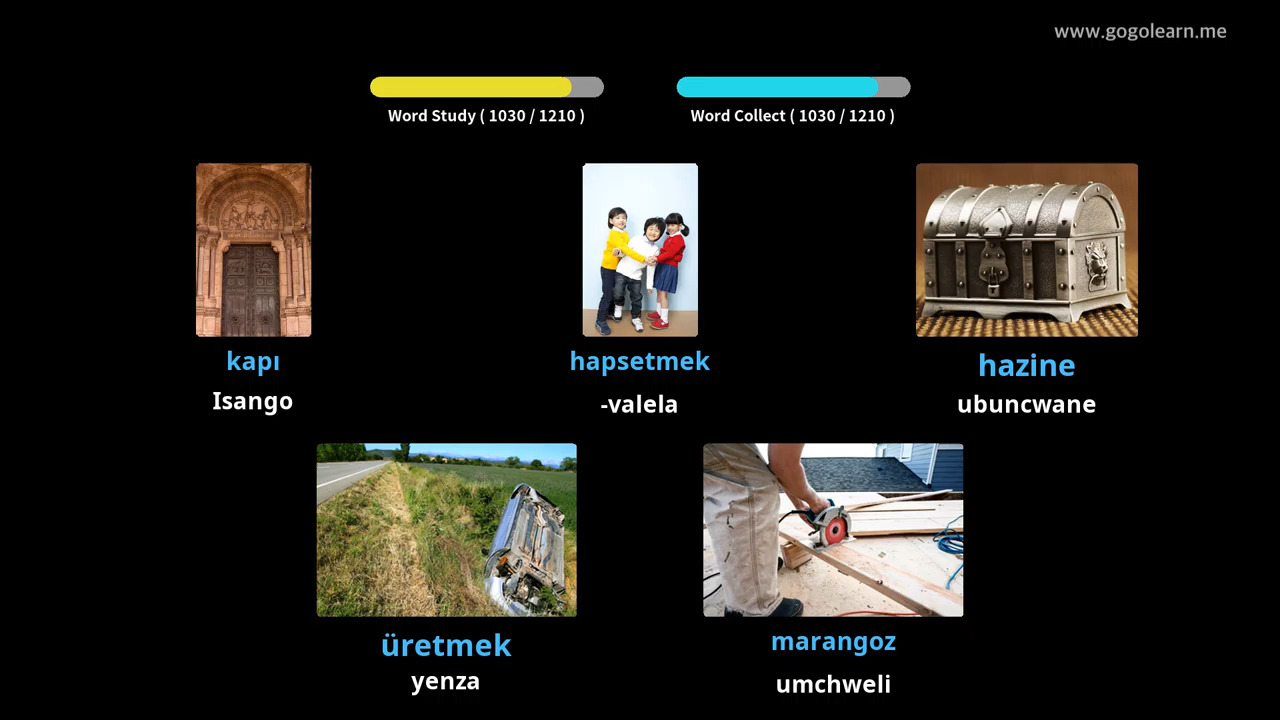 www.gogolearn.me
Word Study ( 1030 / 1210 )
Word Collect ( 1030 / 1210 )
kapı
Isango
hapsetmek
-valela
hazine
ubuncwane
üretmek
yenza
marangoz
umchweli